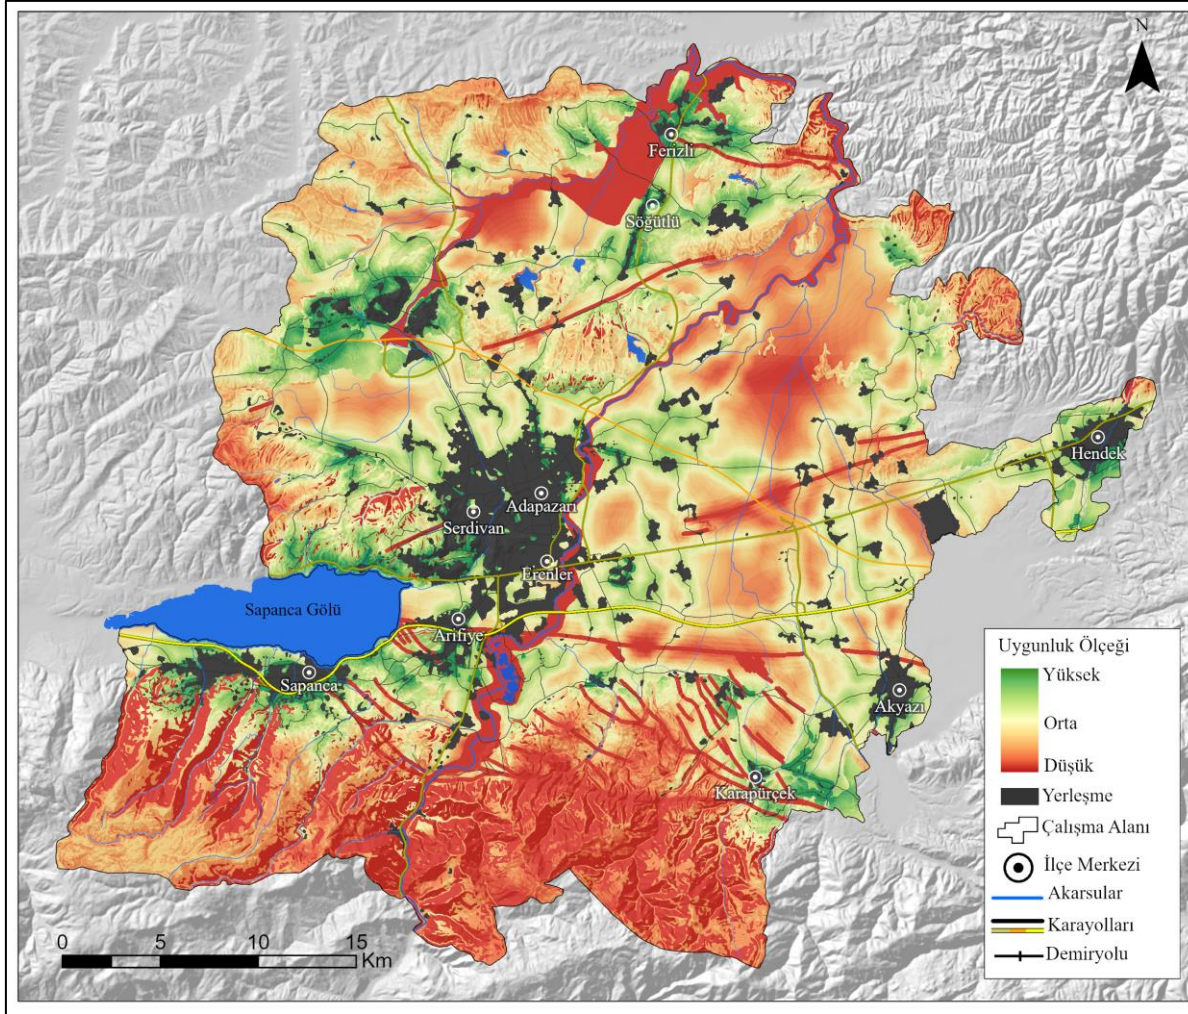 N
Ferizli
Söğütlü
Hendek
Adapazarı
Serdivan
Erenler
Sapanca Gölü
Arifiye
Sapanca
Akyazı
Karapürçek
Uygunluk Ölçeği
Yüksek
Orta
Düşük
Yerleşme
Çalışma Alanı
İlçe Merkezi
Akarsular
Karayolları
Demiryolu
0 5 10 15
Km